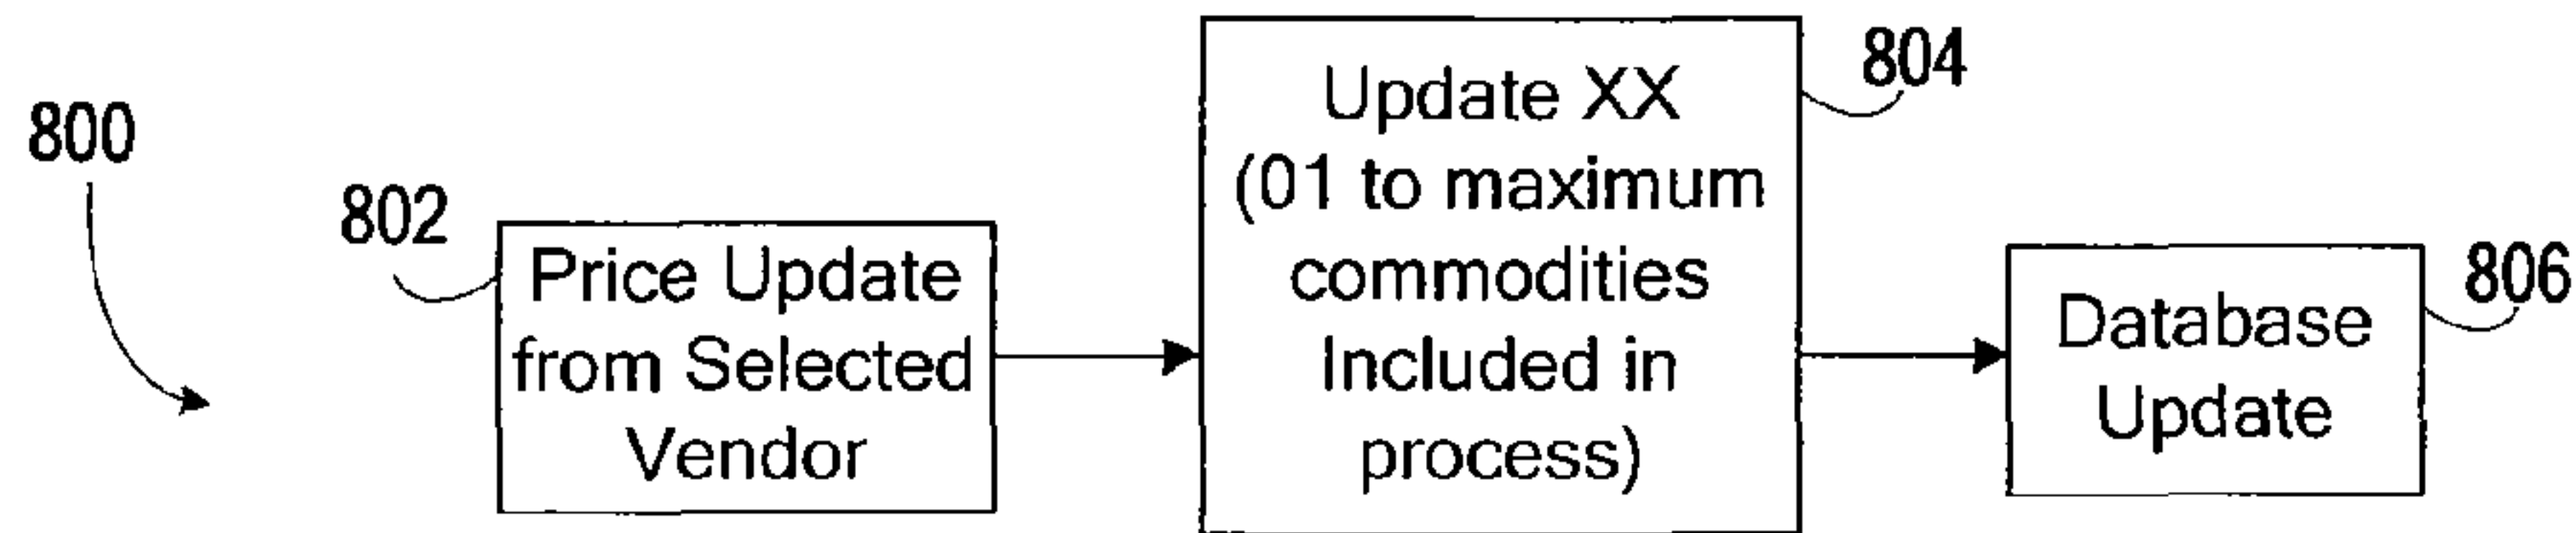 800
802
Price Update
from Selected
Vendor
804
Update XX
(01 to maximum
commodities
Included in
process)
806
Database
Update